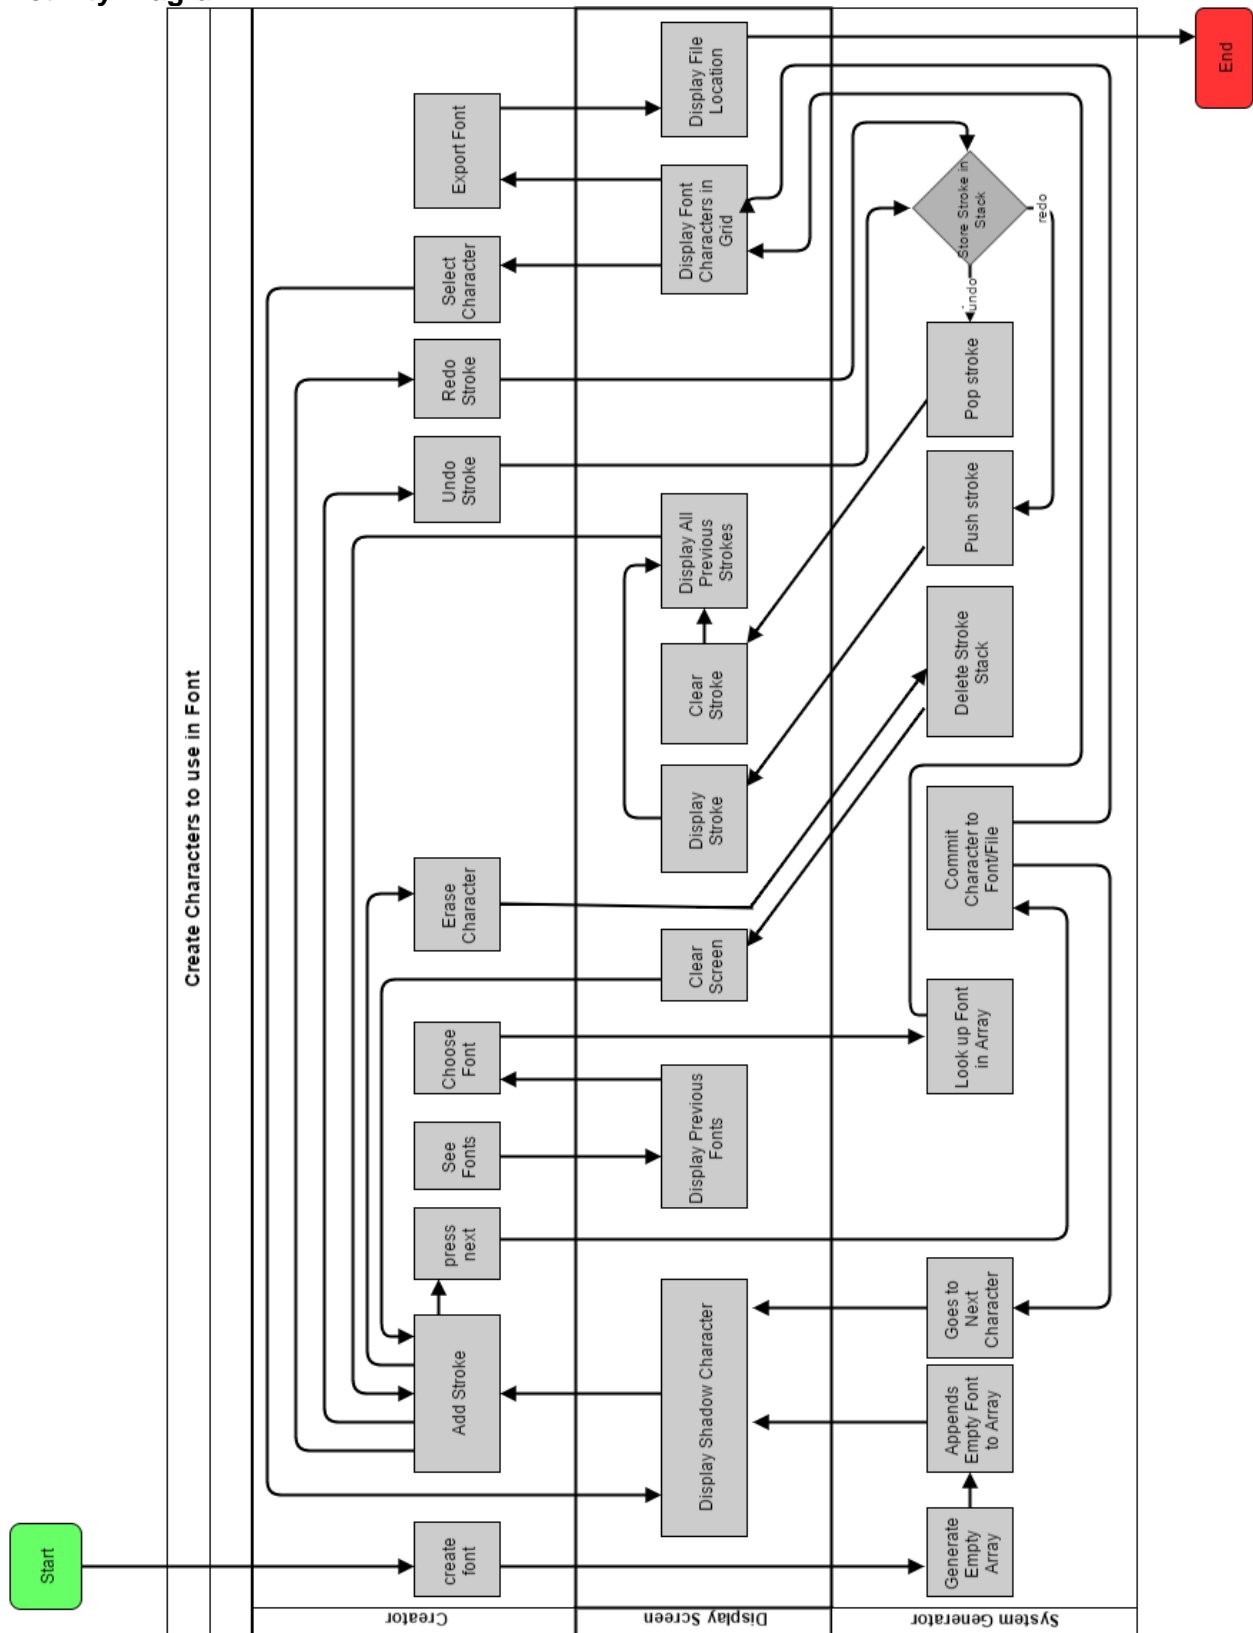 Create Characters to use in Font
Creator
Display Screen
System Generator
Start
create
font
Add Stroke
press
next
See
Fonts
Choose
Font
Erase
Character
Undo
Stroke
Redo
Stroke
Select
Character
Export Font
Display Shadow Character
Display Previous
Fonts
Clear
Screen
Display
Stroke
Clear
Stroke
Display All
Previous
Strokes
Display Font
Characters in
Grid
Display File
Location
Generate
Empty
Array
Appends
Empty Font
to Array
Goes to
Next
Character
Look up Font
in Array
Commit
Character to
Font/File
Delete Stroke
Stack
Push stroke
Pop stroke
undo
redo
Store Stroke in
Stack
End